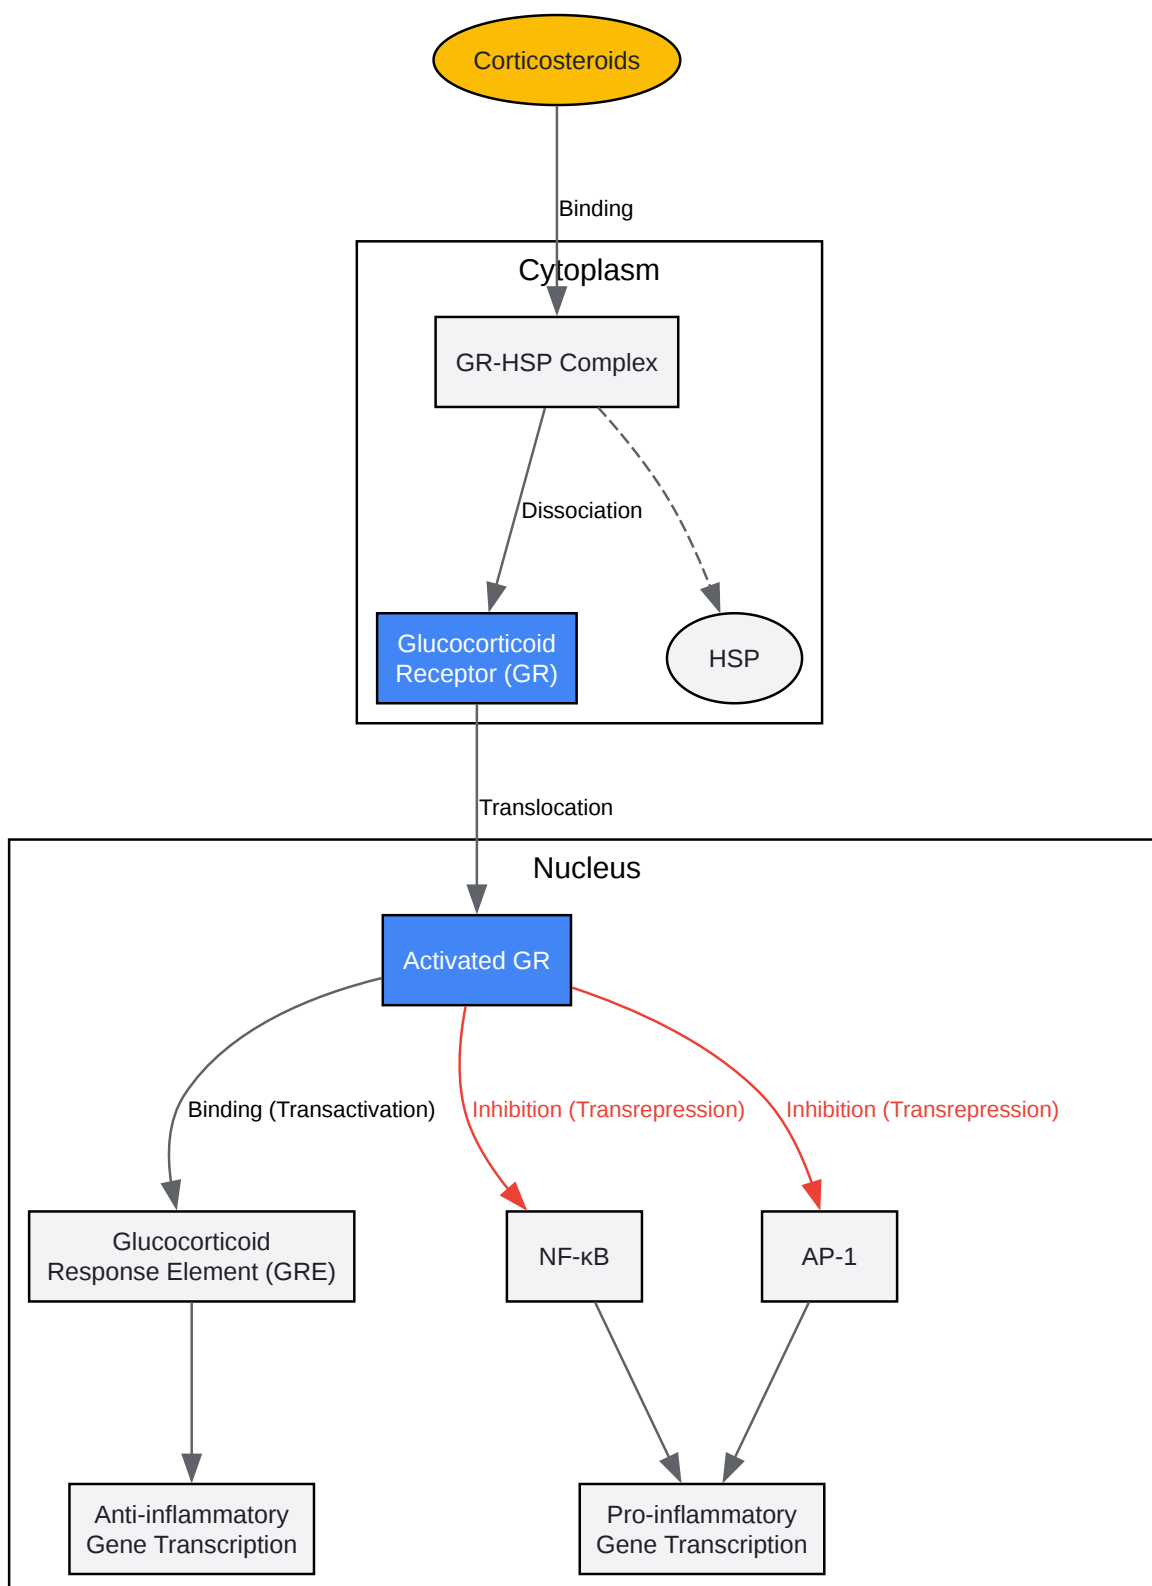 Corticosteroids
Binding
Cytoplasm
GR-HSP Complex
Dissociation
Glucocorticoid
Receptor (GR)
HSP
Translocation
Nucleus
Activated GR
Binding (Transactivation)
Inhibition (Transrepression)
Inhibition (Transrepression)
Glucocorticoid
Response Element (GRE)
NF-κB
AP-1
Anti-inflammatory
Gene Transcription
Pro-inflammatory
Gene Transcription